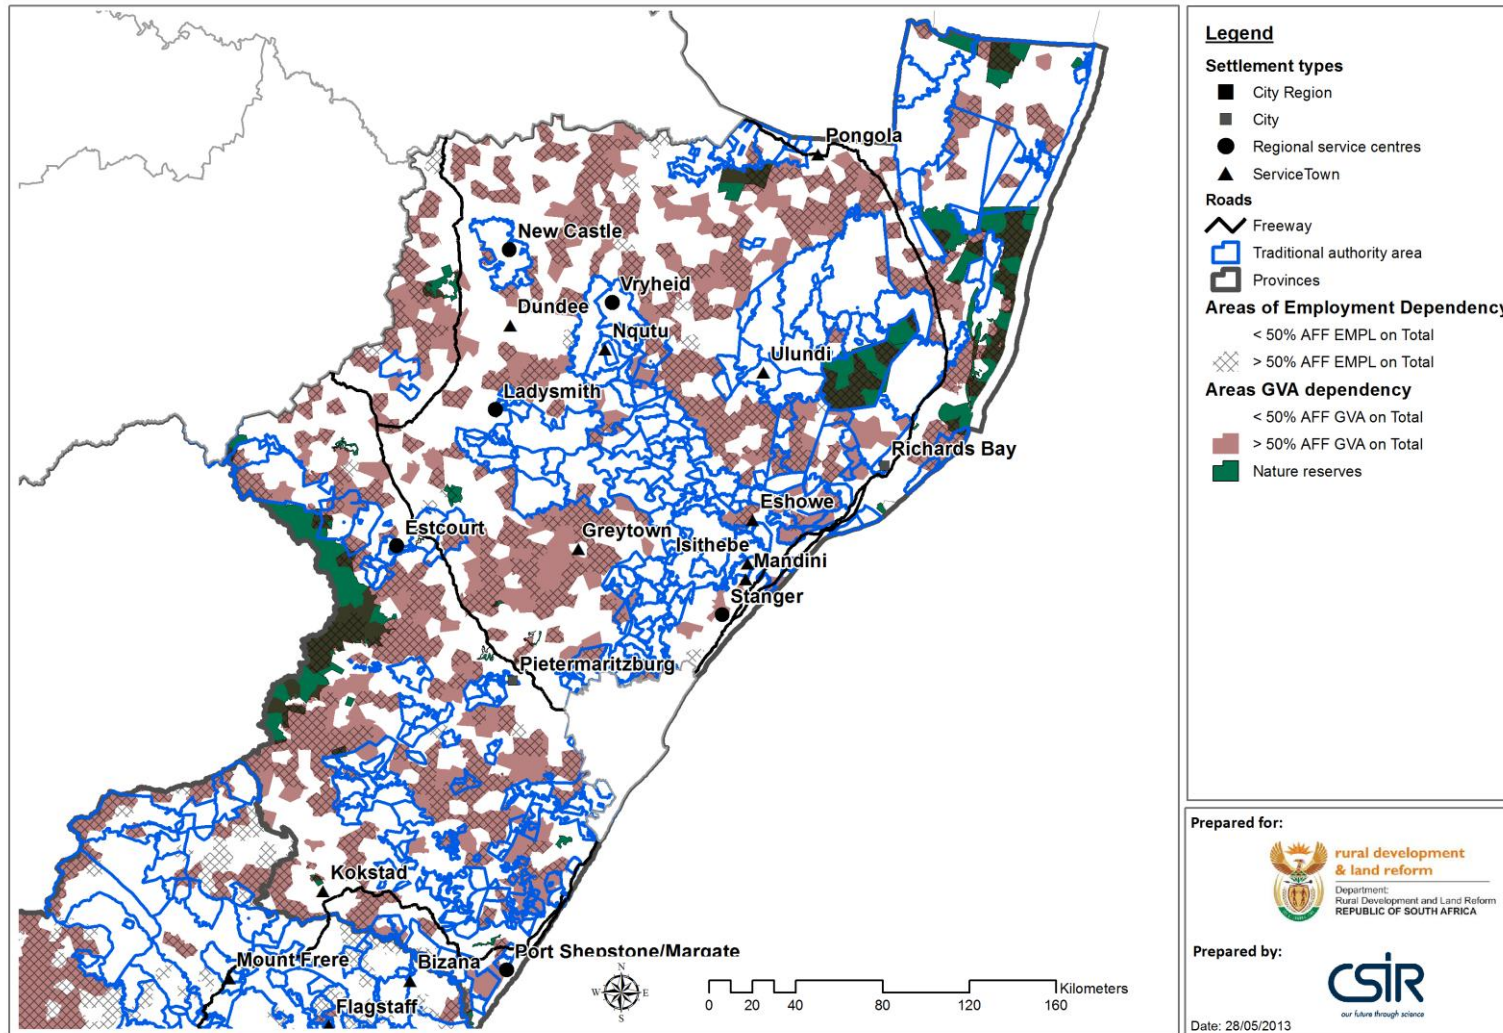 Pongola
New Castle
Vryheid
Dundee
Nqutu
Ulundi
Ladysmith
Richards Bay
Eshowe
Estcourt
Greytown
Isithebe
Mandini
Stanger
Pietermaritzburg
Kokstad
Port Shepstone/Margate
Mount Frere
Bizana
Flagstaff
N
W
E
S
Kilometers
0 20 40 80 120 160
Legend
Settlement types
City Region
City
Regional service centres
ServiceTown
Roads
Freeway
Traditional authority area
Provinces
Areas of Employment Dependency
< 50% AFF EMPL on Total
> 50% AFF EMPL on Total
Areas GVA dependency
< 50% AFF GVA on Total
> 50% AFF GVA on Total
Nature reserves
Prepared for:
rural development
& land reform
Department:
Rural Development and Land Reform
REPUBLIC OF SOUTH AFRICA
Prepared by:
CSIR
our future through science
Date: 28/05/2013